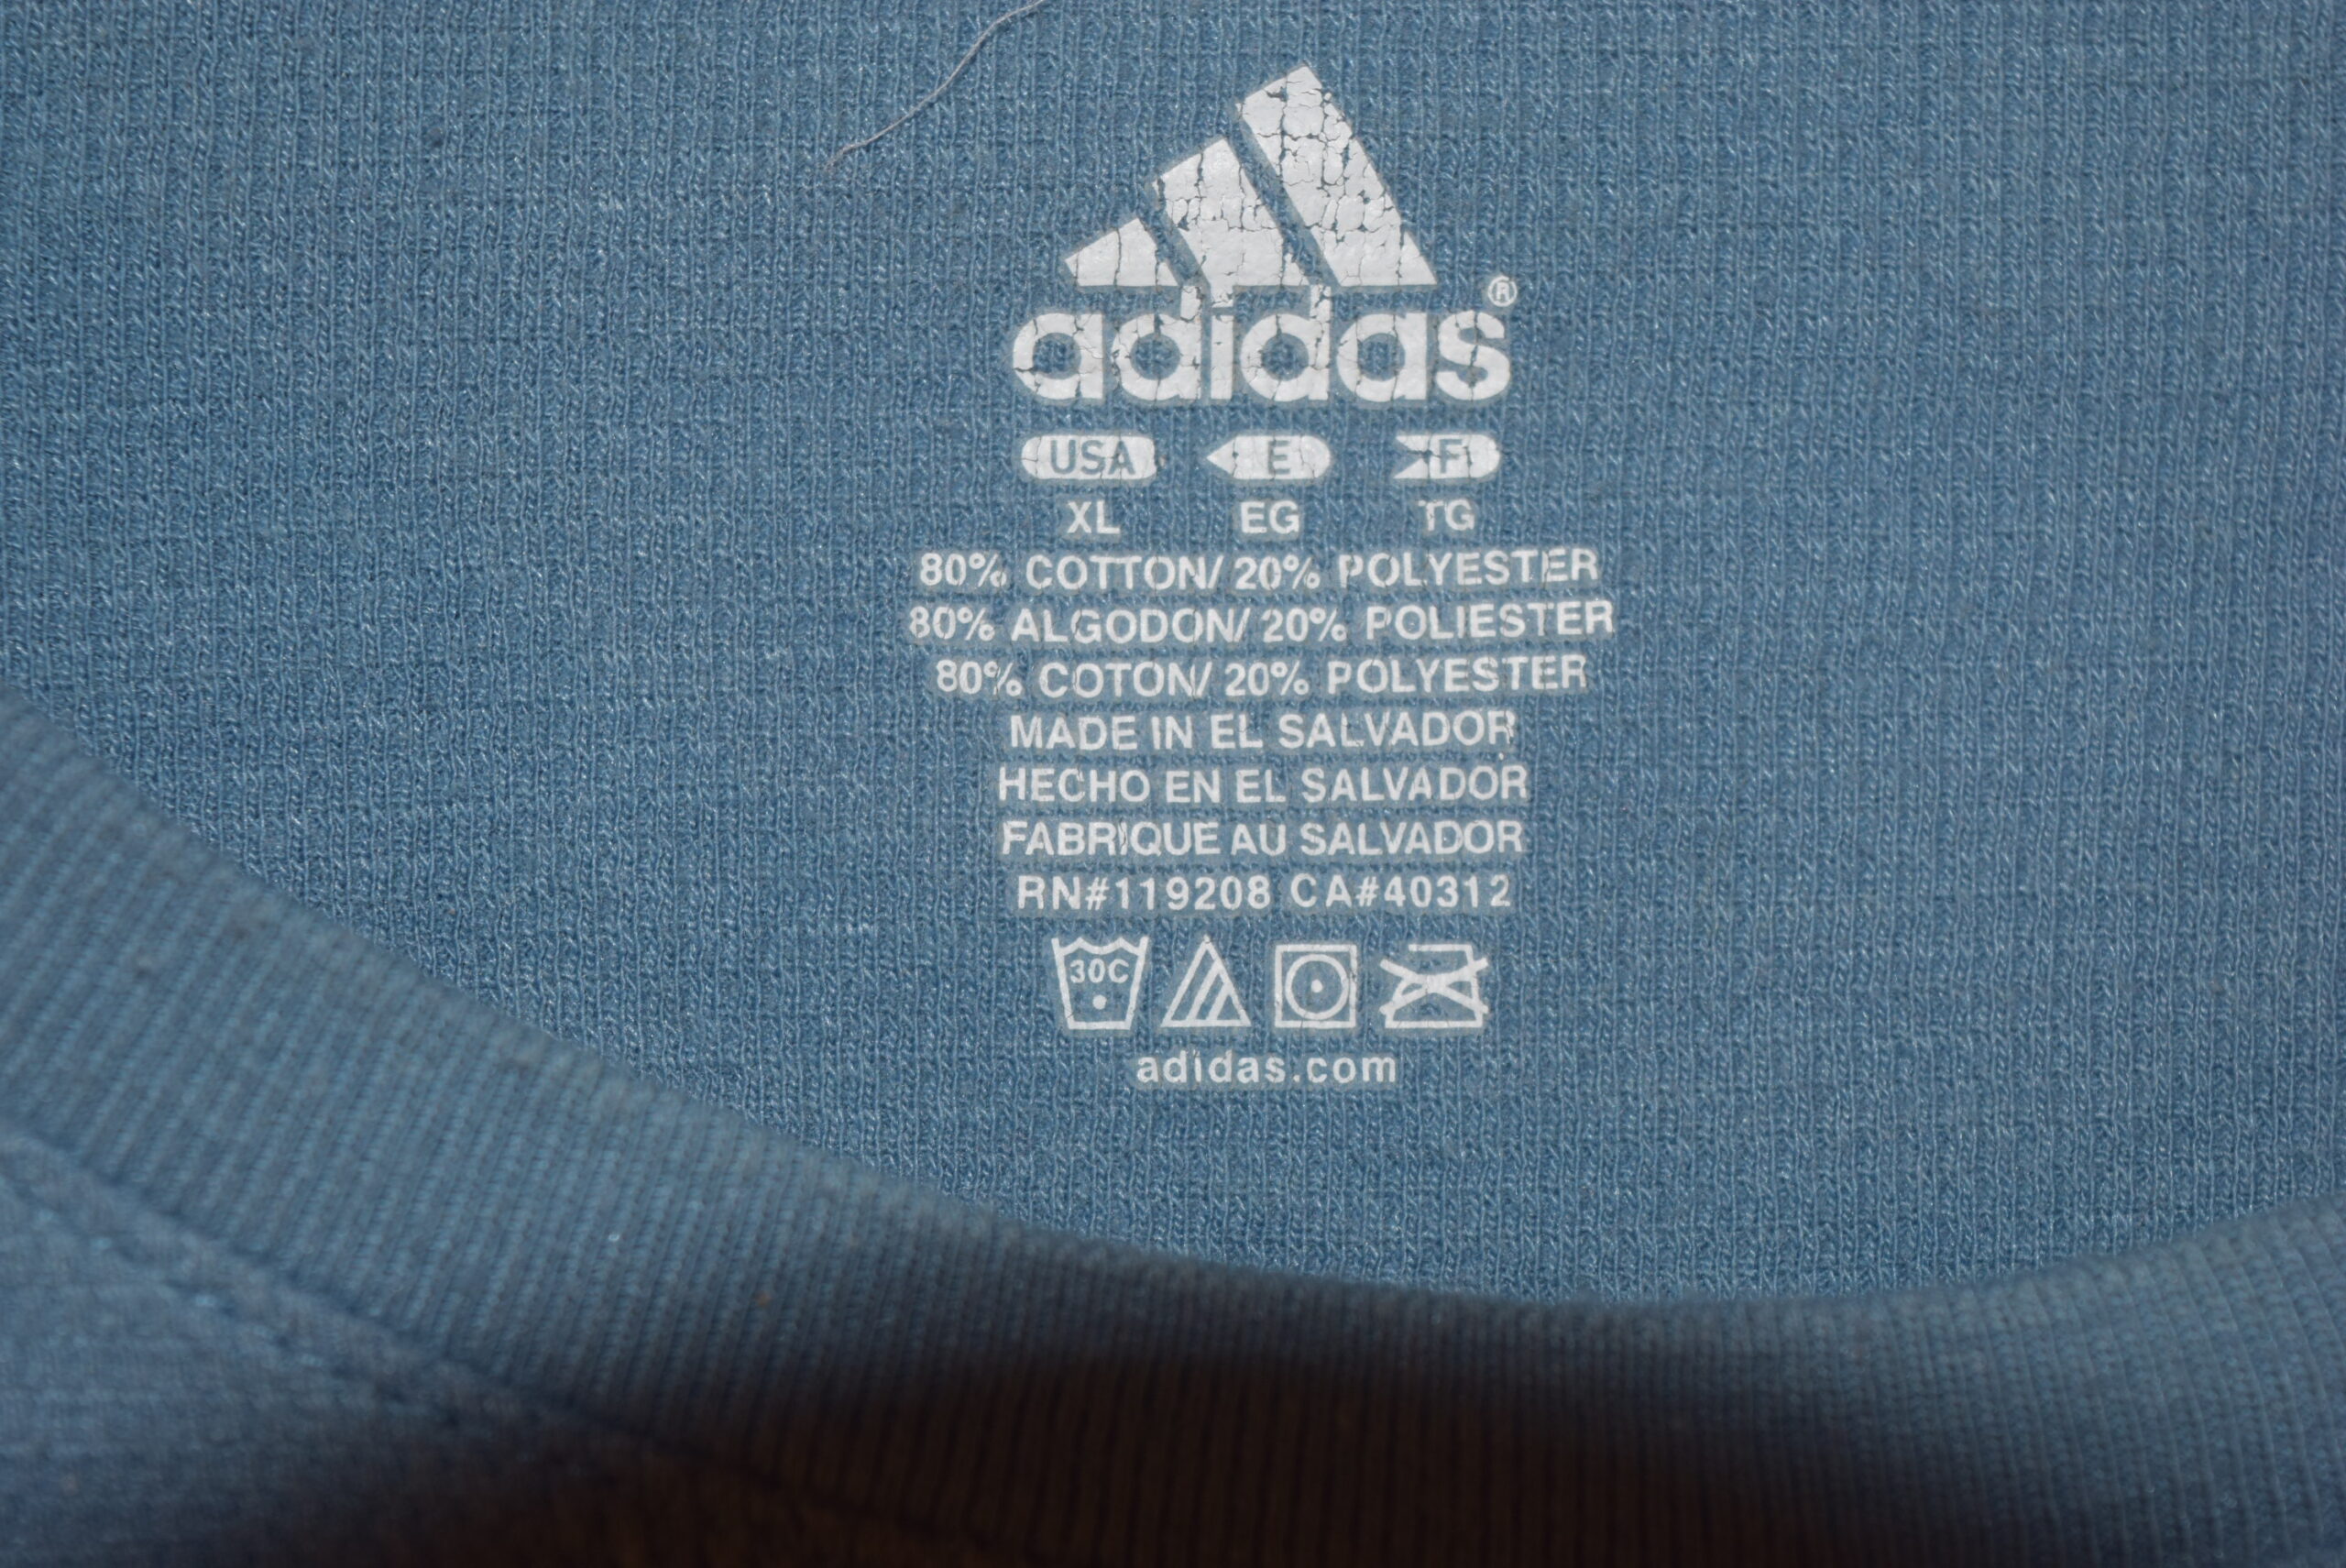 adidas®
USA E F
XL EG TG
80% COTTON/ 20% POLYESTER
80% ALGODON/ 20% POLIESTER
80% COTON/ 20% POLYESTER
MADE IN EL SALVADOR
HECHO EN EL SALVADOR
FABRIQUE AU SALVADOR
RN#119208 CA#40312
30C
adidas.com